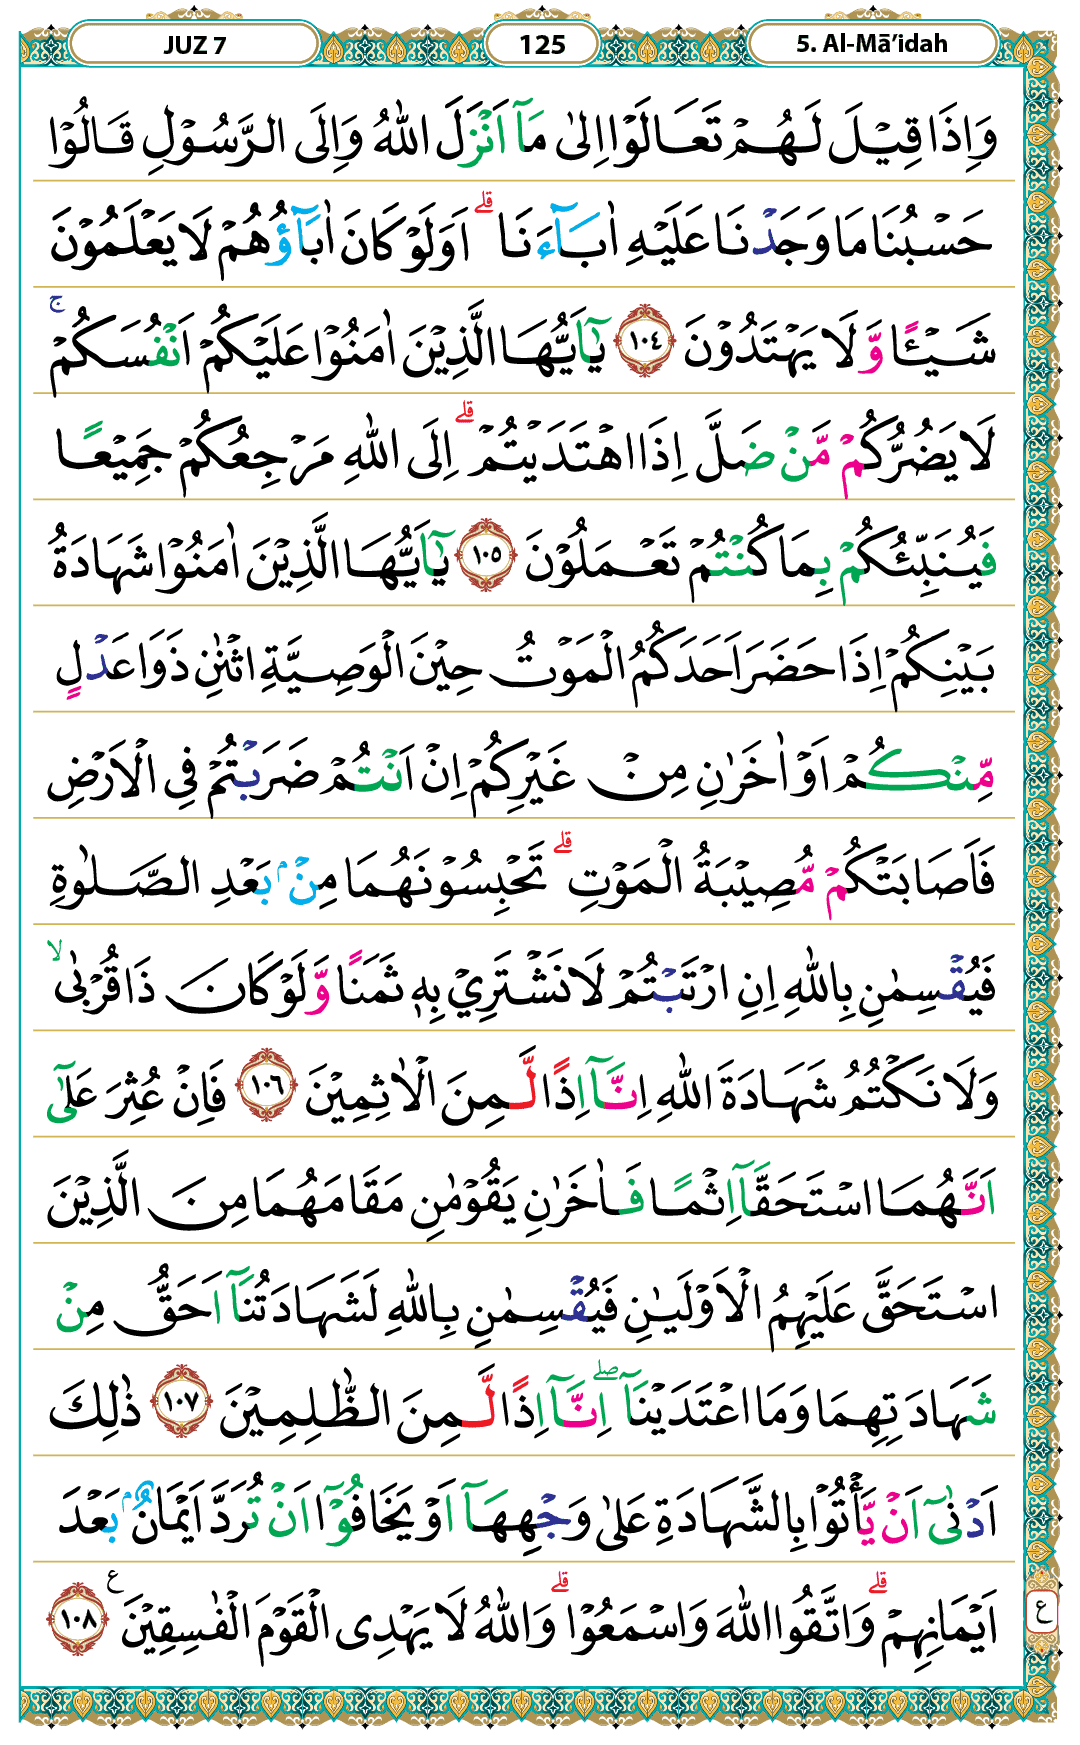 JUZ 7
125
5. Al-Mā’idah
وَاِذَا قِيْلَ لَهُمْ تَعَالَوْا اِلٰى مَآ اَنْزَلَ اللّٰهُ وَاِلَى الرَّسُوْلِ قَالُوْا
حَسْبُنَا مَا وَجَدْنَا عَلَيْهِ اٰبَاۤءَنَا ۗ اَوَلَوْ كَانَ اٰبَاۤؤُهُمْ لَا يَعْلَمُوْنَ
شَيْـًٔا وَّلَا يَهْتَدُوْنَ ١٠٤ يٰٓاَيُّهَا الَّذِيْنَ اٰمَنُوْا عَلَيْكُمْ اَنْفُسَكُمْ ۚ
لَا يَضُرُّكُمْ مَّنْ ضَلَّ اِذَا اهْتَدَيْتُمْ ۗ اِلَى اللّٰهِ مَرْجِعُكُمْ جَمِيْعًا
فَيُنَبِّئُكُمْ بِمَا كُنْتُمْ تَعْمَلُوْنَ ١٠٥ يٰٓاَيُّهَا الَّذِيْنَ اٰمَنُوْا شَهَادَةُ
بَيْنِكُمْ اِذَا حَضَرَ اَحَدَكُمُ الْمَوْتُ حِيْنَ الْوَصِيَّةِ اثْنٰنِ ذَوَا عَدْلٍ
مِّنْكُمْ اَوْ اٰخَرٰنِ مِنْ غَيْرِكُمْ اِنْ اَنْتُمْ ضَرَبْتُمْ فِى الْاَرْضِ
فَاَصَابَتْكُمْ مُّصِيْبَةُ الْمَوْتِ ۗ تَحْبِسُوْنَهُمَا مِنْۢ بَعْدِ الصَّلٰوةِ
فَيُقْسِمٰنِ بِاللّٰهِ اِنِ ارْتَبْتُمْ لَا نَشْتَرِيْ بِهٖ ثَمَنًا وَّلَوْ كَانَ ذَا قُرْبٰى ۙ
وَلَا نَكْتُمُ شَهَادَةَ اللّٰهِ اِنَّآ اِذًا لَّمِنَ الْاٰثِمِيْنَ ١٠٦ فَاِنْ عُثِرَ عَلٰٓى
اَنَّهُمَا اسْتَحَقَّآ اِثْمًا فَاٰخَرٰنِ يَقُوْمٰنِ مَقَامَهُمَا مِنَ الَّذِيْنَ
اسْتَحَقَّ عَلَيْهِمُ الْاَوْلَيٰنِ فَيُقْسِمٰنِ بِاللّٰهِ لَشَهَادَتُنَآ اَحَقُّ مِنْ
شَهَادَتِهِمَا وَمَا اعْتَدَيْنَآ ۖ اِنَّآ اِذًا لَّمِنَ الظّٰلِمِيْنَ ١٠٧ ذٰلِكَ
اَدْنٰىٓ اَنْ يَّأْتُوْا بِالشَّهَادَةِ عَلٰى وَجْهِهَآ اَوْ يَخَافُوْٓا اَنْ تُرَدَّ اَيْمَانٌۢ بَعْدَ
اَيْمَانِهِمْ ۗ وَاتَّقُوا اللّٰهَ وَاسْمَعُوْا ۗ وَاللّٰهُ لَا يَهْدِى الْقَوْمَ الْفٰسِقِيْنَ ع ١٠٨
ع